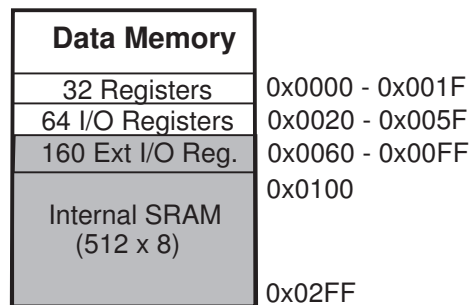 Data Memory
32 Registers 0x0000 - 0x001F
64 I/O Registers 0x0020 - 0x005F
160 Ext I/O Reg. 0x0060 - 0x00FF
0x0100
Internal SRAM
(512 x 8)
0x02FF